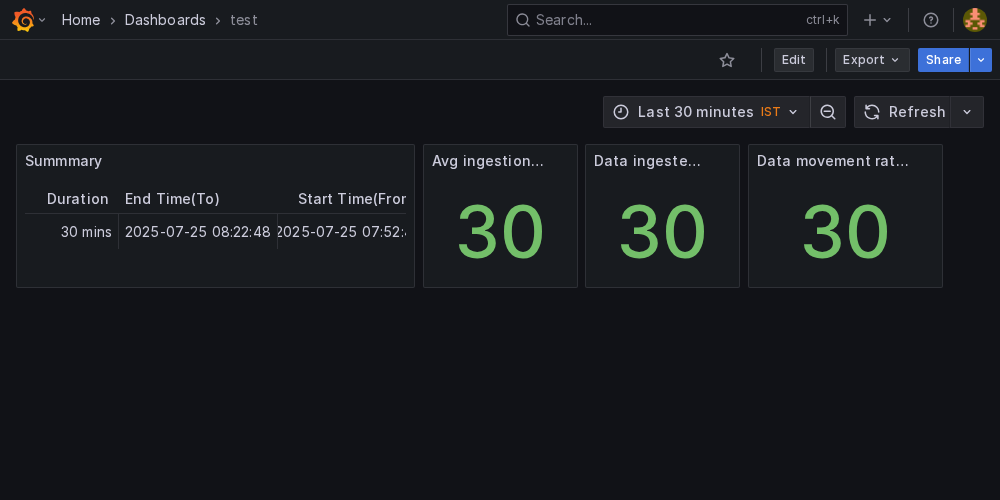 Home > Dashboards > test
Search...
ctrl+k
Edit
Export
Share
Last 30 minutes IST
Refresh
Summmary
Duration End Time(To) Start Time(Fror
30 mins 2025-07-25 08:22:48 2025-07-25 07:52:4
Avg ingestion...
30
Data ingeste...
30
Data movement rat...
30